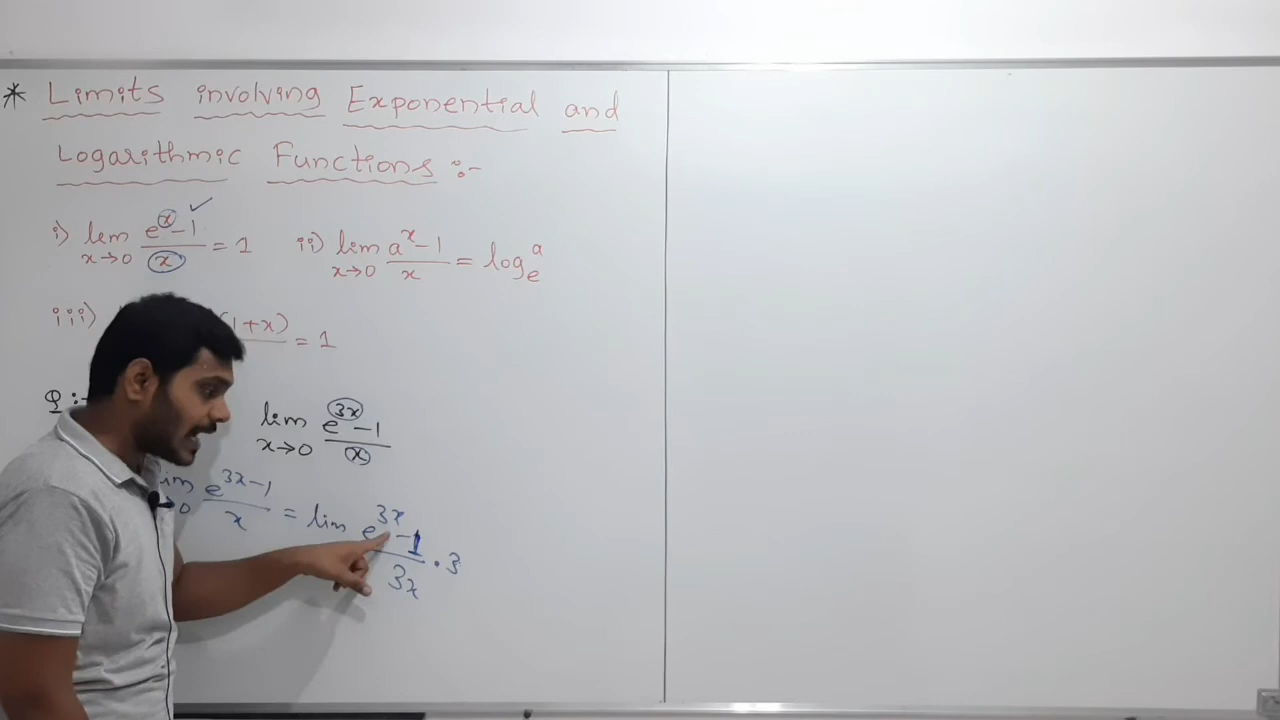 * Limits involving Exponential and
Logarithmic Functions :-
i) lim x→0 (e^x - 1)/x = 1 ii) lim x→0 (a^x - 1)/x = log_e^a
iii) (1+x) = 1
Q :- lim x→0 (e^3x - 1)/x
lim →0 e^(3x-1)/x = lim (e^3x - 1)/3x · 3